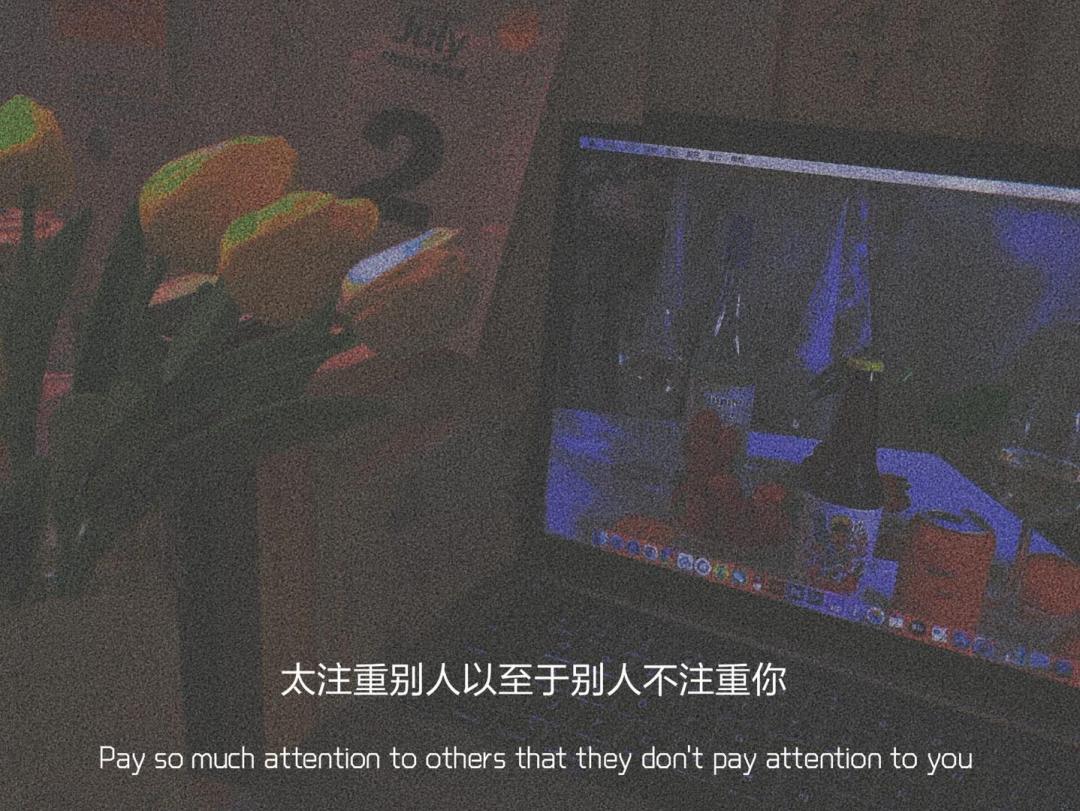 July
2
太注重别人以至于别人不注重你
Pay so much attention to others that they don't pay attention to you